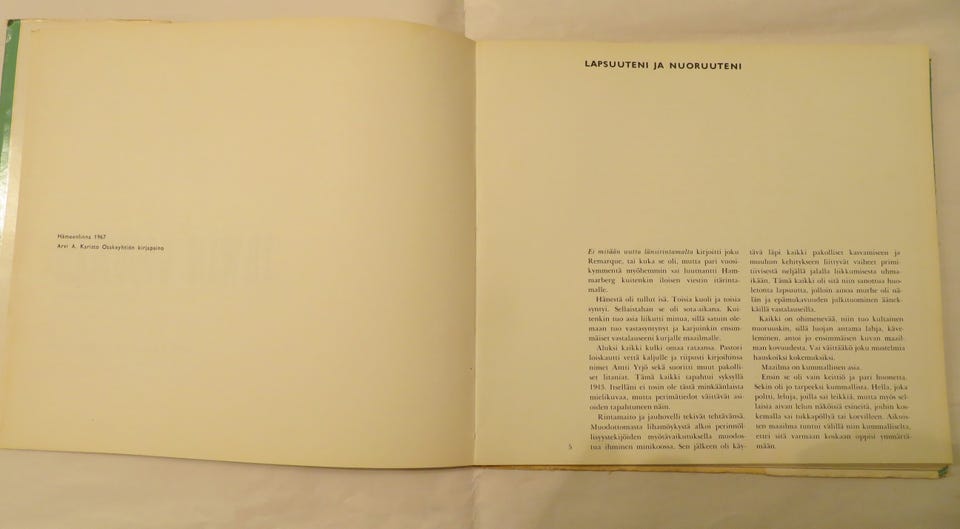 Hämeenlinna 1967
Arvi A. Karisto Osakeyhtiön kirjapaino
LAPSUUTENI JA NUORUUTENI
Ei mitään uutta länsirintamalta kirjoitti joku
Remarque, tai kuka se oli, mutta pari vuosi-
kymmentä myöhemmin sai luutnantti Ham-
marberg kuitenkin iloisen viestin itärinta-
malle.
Hänestä oli tullut isä. Toisia kuoli ja toisia
syntyi. Sellaistahan se oli sota-aikana. Kui-
tenkin tuo asia liikutti minua, sillä satuin ole-
maan tuo vastasyntynyt ja karjuinkin ensim-
mäiset vastalauseeni kurjalle maailmalle.
Aluksi kaikki kulki omaa rataansa. Pastori
loiskautti vettä kaljulle ja riipusti kirjoihinsa
nimet Antti Yrjö sekä suoritti muut pakolli-
set litaniat. Tämä kaikki tapahtui syksyllä
1943. Itselläni ei tosin ole tästä minkäänlaista
mielikuvaa, mutta perimätiedot väittävät asi-
oiden tapahtuneen näin.
Rintamaito ja jauhovelli tekivät tehtävänsä.
Muodottomasta lihamöykystä alkoi perinnöl-
lisyystekijöiden myötävaikutuksella muodos-
tua ihminen minikoossa. Sen jälkeen oli käy-
5
tävä läpi kaikki pakolliset kasvamiseen ja
muuhun kehitykseen liittyvät vaiheet primi-
tiivisestä neljällä jalalla liikkumisesta uhma-
ikään. Tämä kaikki oli sitä niin sanottua huo-
letonta lapsuutta, jolloin ainoa murhe oli nä-
län ja epämukavuuden julkituominen äänek-
käillä vastalauseilla.
Kaikki on ohimenevää, niin tuo kultainen
nuoruuskin, sillä luojan antama lahja, käve-
leminen, antoi jo ensimmäisen kuvan maail-
man kovuudesta. Vai väittääkö joku mustelmia
hauskoiksi kokemuksiksi.
Maailma on kummallinen asia.
Ensin se oli vain keittiö ja pari huonetta.
Sekin oli jo tarpeeksi kummallista. Hella, joka
poltti, leluja, joilla sai leikkiä, mutta myös sel-
laisia aivan lelun näköisiä esineitä, joihin kos-
kemalla sai tukkapöllyä tai korvilleen. Aikuis-
ten maailma tuntui välillä niin kummalliselta,
ettei sitä varmaan koskaan oppisi ymmärtä-
mään.